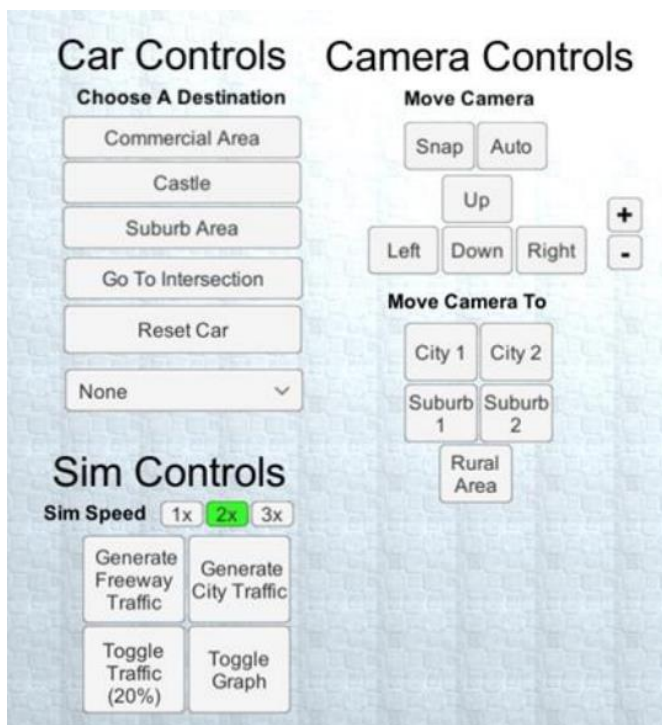 Car Controls
Choose A Destination
Commercial Area
Castle
Suburb Area
Go To Intersection
Reset Car
None
Sim Controls
Sim Speed 1x 2x 3x
Generate
Freeway
Traffic
Generate
City Traffic
Toggle
Traffic
(20%)
Toggle
Graph
Camera Controls
Move Camera
Snap Auto
Up
Left Down Right
+
-
Move Camera To
City 1 City 2
Suburb
1
Suburb
2
Rural
Area